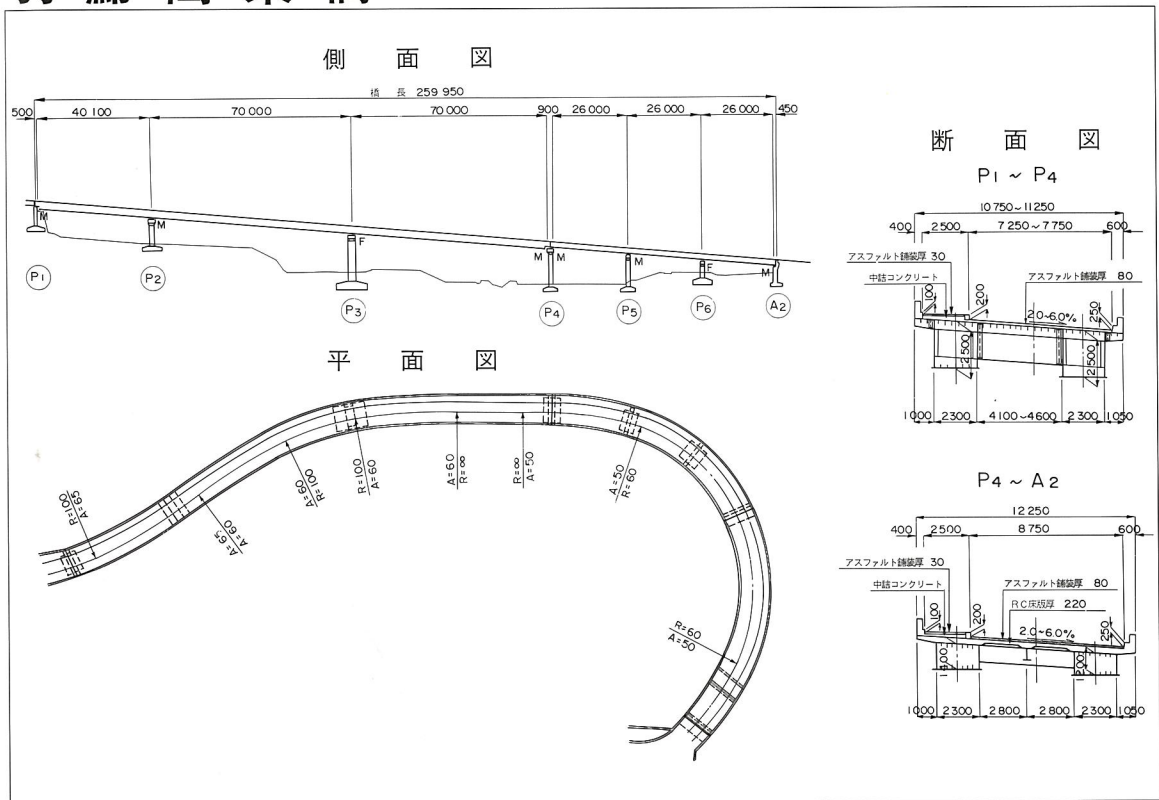 側面図
橋長 259 950
500 40 100 70 000 70 000 900 26 000 26 000 26 000 450
M M F M M M F M
P1 P2 P3 P4 P5 P6 A2
平面図
R=100
A=65
A=65
A=60
A=60
R=100
R=100
A=60
A=60
R=∞
R=∞
A=50
A=50
R=60
R=60
A=50
断面図
P1 ~ P4
10 750~11 250
400 2 500 7 250~7 750 600
アスファルト舗装厚 30
中詰コンクリート
アスファルト舗装厚 80
100 200 2.0~6.0% 250
2 500 2 500
1 000 2 300 4 100~4 600 2 300 1 050
P4 ~ A2
12 250
400 2 500 8 750 600
アスファルト舗装厚 30
中詰コンクリート
アスファルト舗装厚 80
RC床版厚 220
100 200 2.0~6.0% 250
1 400 1 200
1 000 2 300 2 800 2 800 2 300 1 050